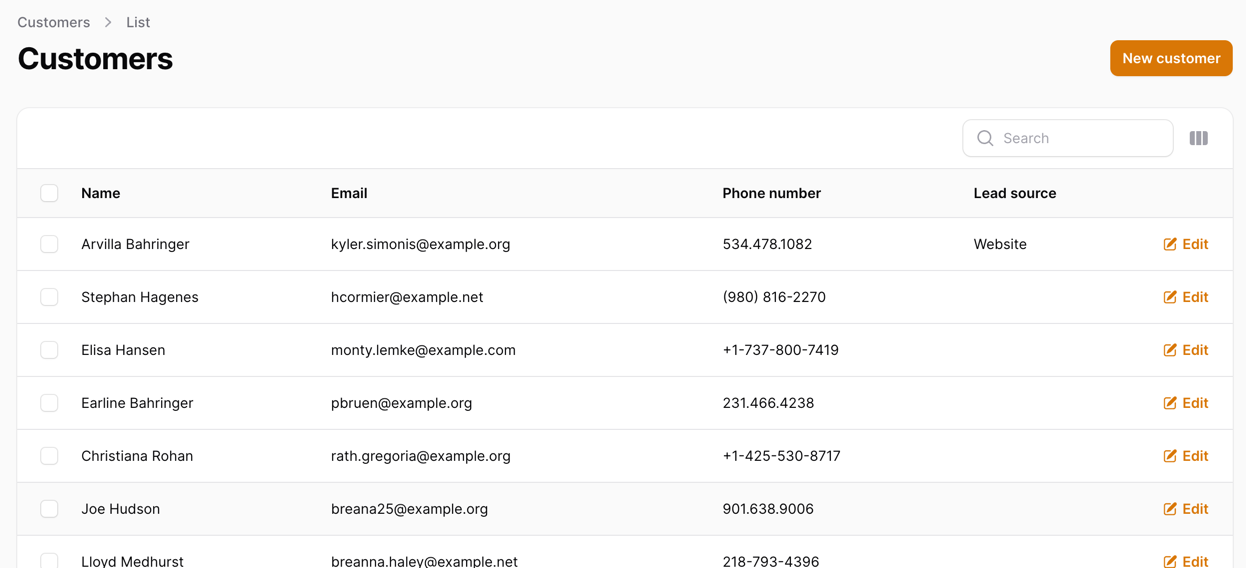 Customers > List
Customers
New customer
Search
Name Email Phone number Lead source
Arvilla Bahringer kyler.simonis@example.org 534.478.1082 Website Edit
Stephan Hagenes hcormier@example.net (980) 816-2270 Edit
Elisa Hansen monty.lemke@example.com +1-737-800-7419 Edit
Earline Bahringer pbruen@example.org 231.466.4238 Edit
Christiana Rohan rath.gregoria@example.org +1-425-530-8717 Edit
Joe Hudson breana25@example.org 901.638.9006 Edit
Lloyd Medhurst breanna.haley@example.net 218-793-4396 Edit